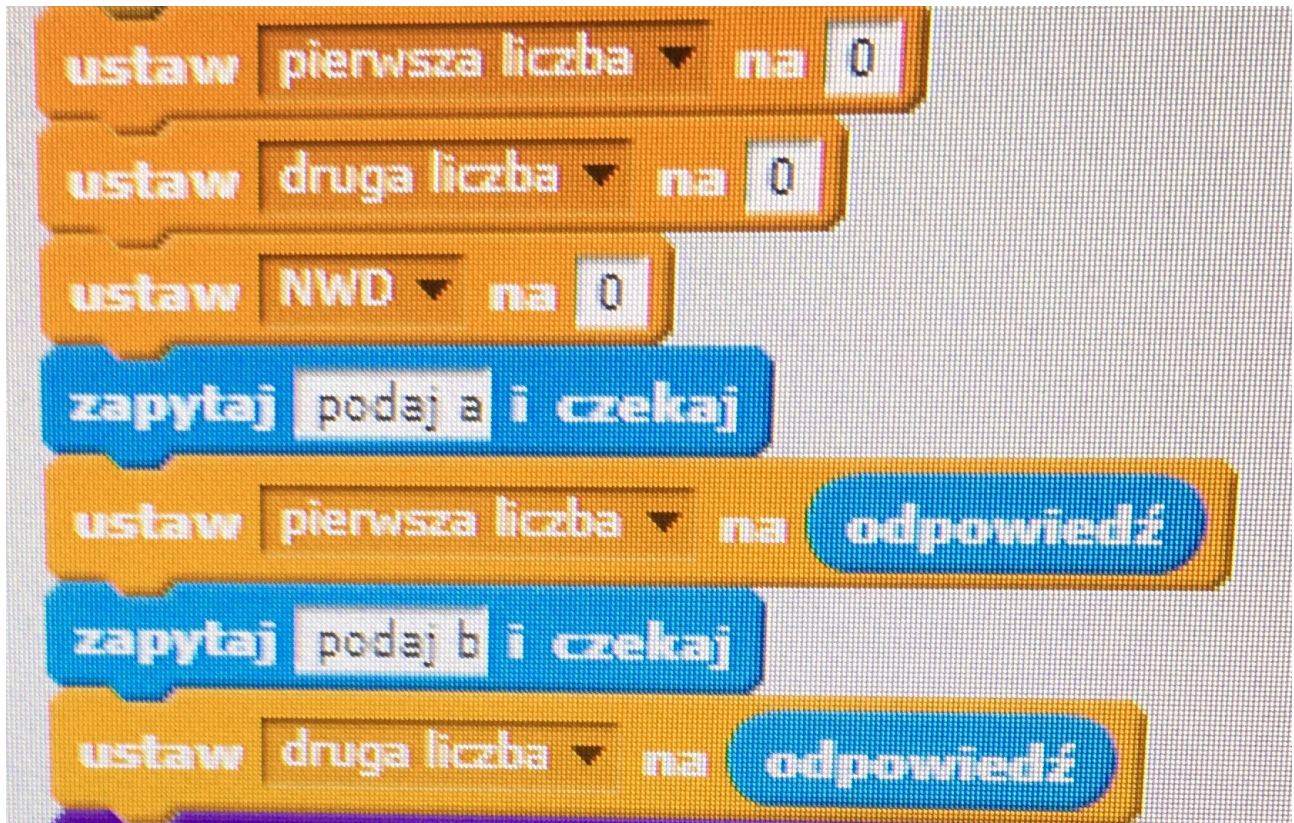 ustaw pierwsza liczba na 0
ustaw druga liczba na 0
ustaw NWD na 0
zapytaj podaj a i czekaj
ustaw pierwsza liczba na odpowiedź
zapytaj podaj b i czekaj
ustaw druga liczba na odpowiedź